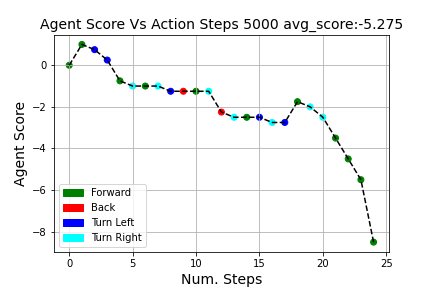 Agent Score Vs Action Steps 5000 avg_score:-5.275
0
−2
−4
−6
−8
Agent Score
Forward
Back
Turn Left
Turn Right
0 5 10 15 20 25
Num. Steps